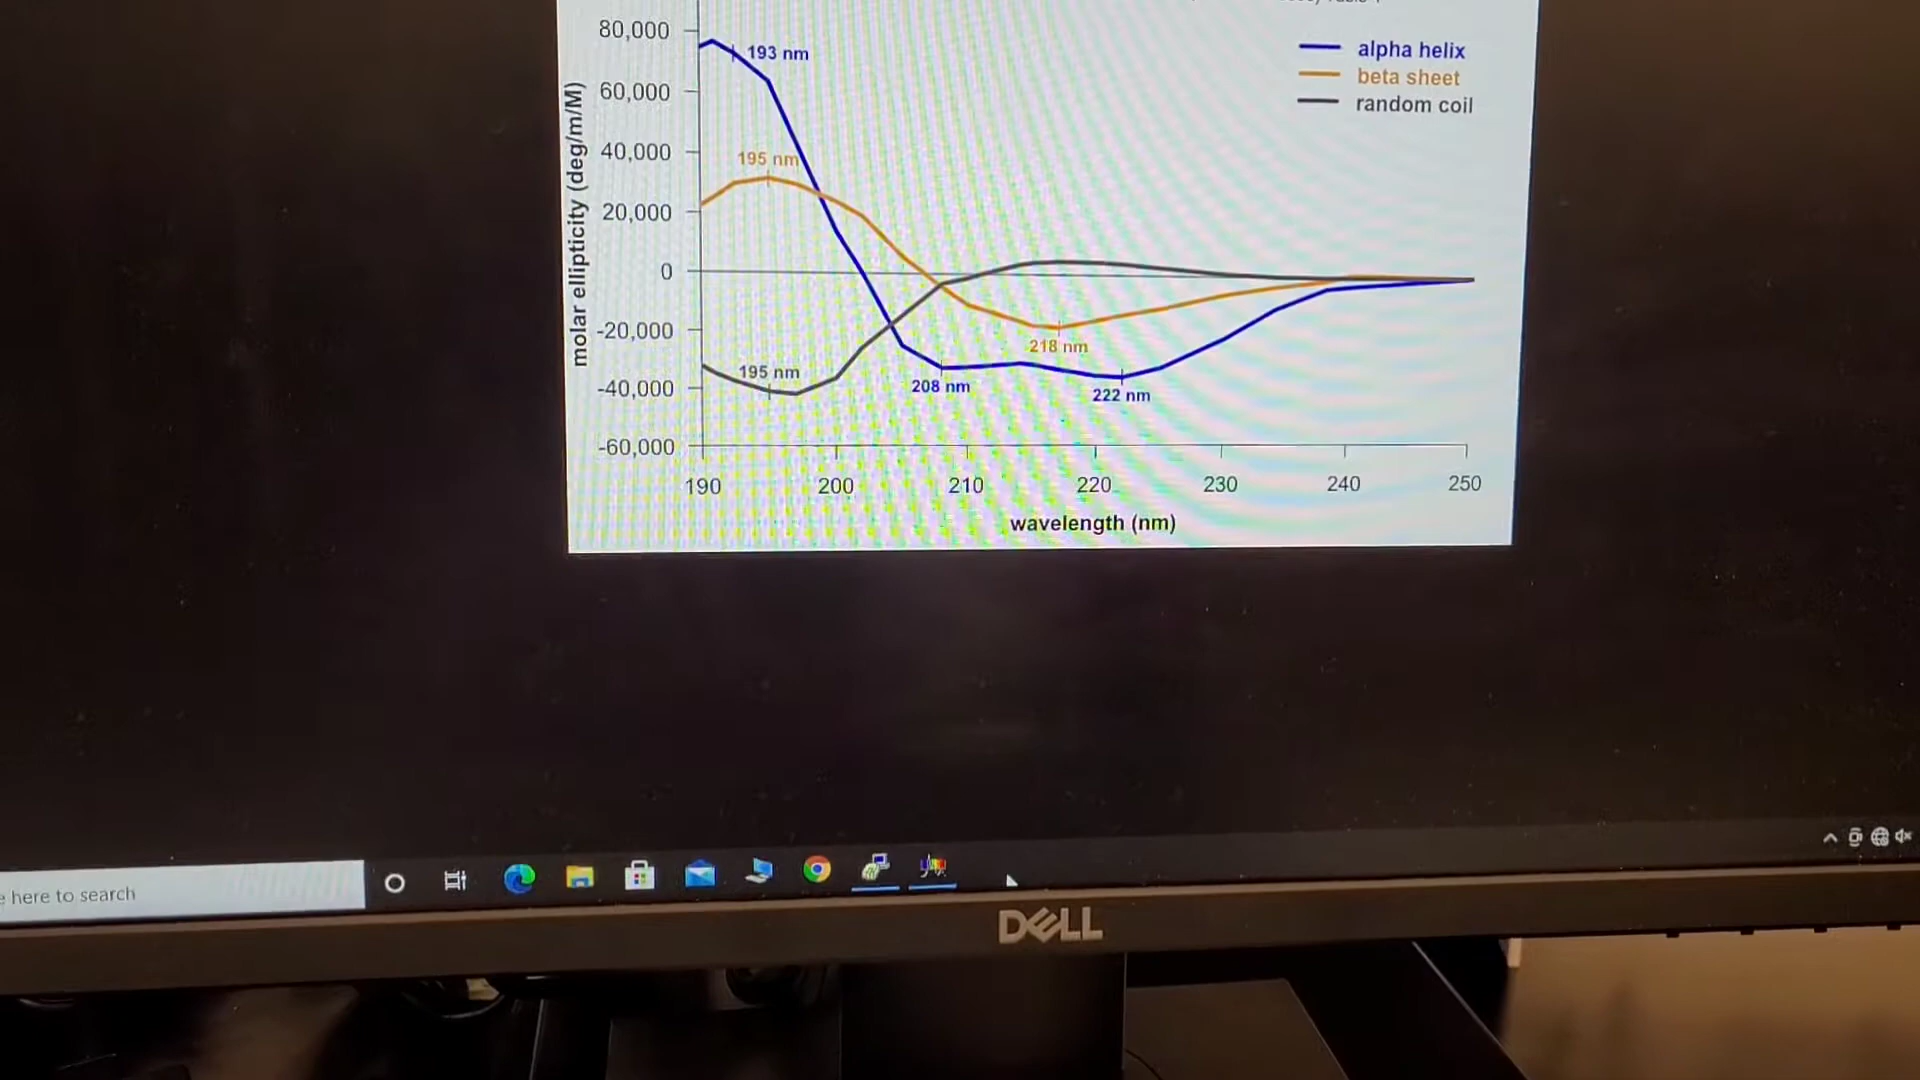 80,000
60,000
40,000
20,000
0
-20,000
-40,000
-60,000
molar ellipticity (deg/m/M)
193 nm
195 nm
195 nm
208 nm
218 nm
222 nm
alpha helix
beta sheet
random coil
190 200 210 220 230 240 250
wavelength (nm)
here to search
DELL